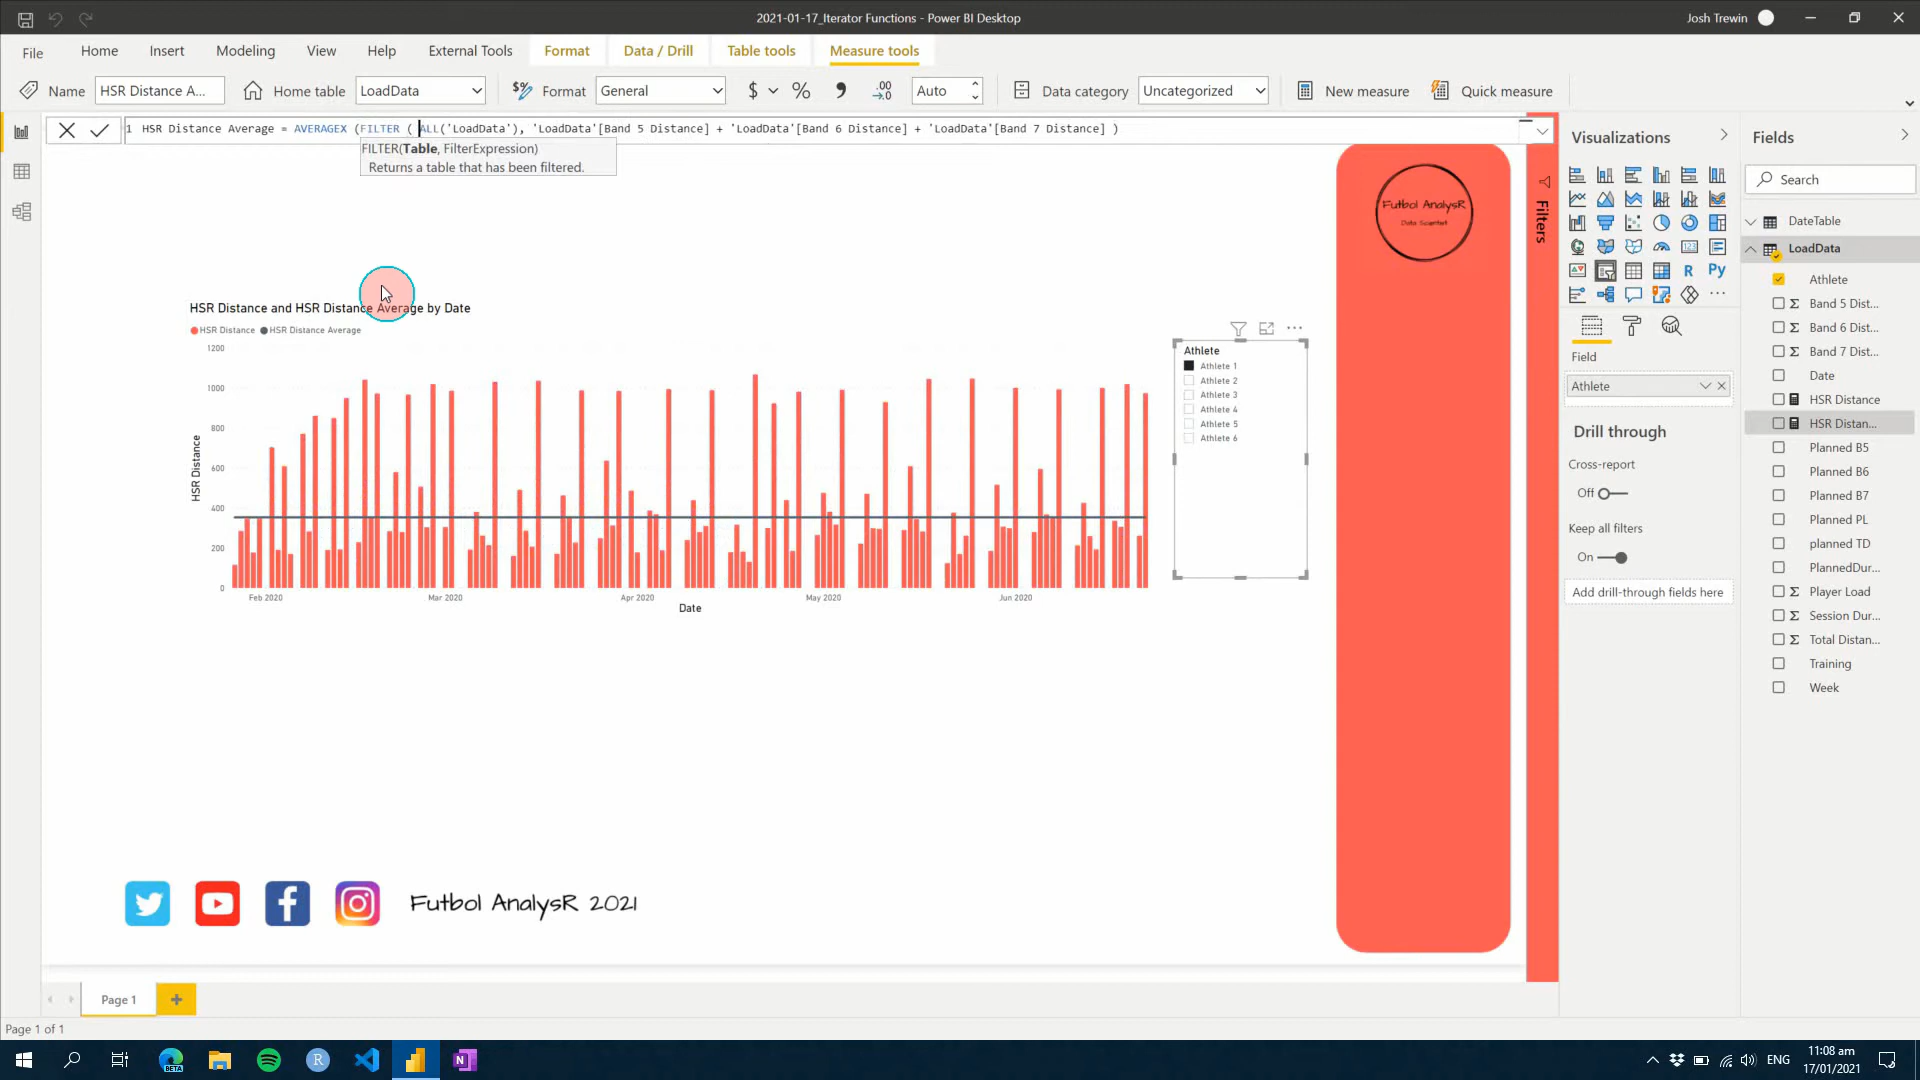 2021-01-17_Iterator Functions - Power BI Desktop
Josh Trewin
File
Home
Insert
Modeling
View
Help
External Tools
Format
Data / Drill
Table tools
Measure tools
Name
HSR Distance A...
Home table
LoadData
Format
General
$
%
.00
Auto
Data category
Uncategorized
New measure
Quick measure
1 HSR Distance Average = AVERAGEX (FILTER ( ALL('LoadData'), 'LoadData'[Band 5 Distance] + 'LoadData'[Band 6 Distance] + 'LoadData'[Band 7 Distance] )
FILTER(Table, FilterExpression)
Returns a table that has been filtered.
Futbol AnalysR
Data Scientist
Filters
HSR Distance and HSR Distance Average by Date
HSR Distance
HSR Distance Average
1200
1000
800
600
400
200
0
HSR Distance
Feb 2020
Mar 2020
Apr 2020
May 2020
Jun 2020
Date
Athlete
Athlete 1
Athlete 2
Athlete 3
Athlete 4
Athlete 5
Athlete 6
Futbol AnalysR 2021
Visualizations
R
Py
Field
Athlete
Drill through
Cross-report
Off
Keep all filters
On
Add drill-through fields here
Fields
Search
DateTable
LoadData
Athlete
Band 5 Dist...
Band 6 Dist...
Band 7 Dist...
Date
HSR Distance
HSR Distan...
Planned B5
Planned B6
Planned B7
Planned PL
planned TD
PlannedDur...
Player Load
Session Dur...
Total Distan...
Training
Week
Page 1
Page 1 of 1
BETA
R
N
ENG
11:08 am
17/01/2021